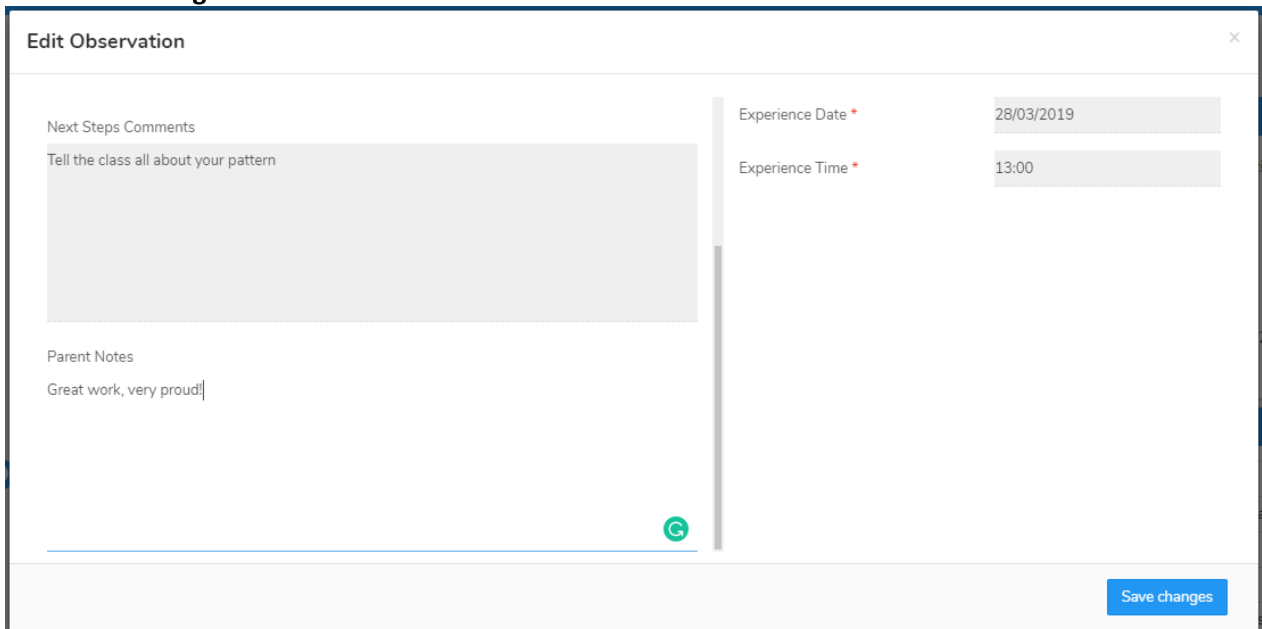 Edit Observation
×
Next Steps Comments
Tell the class all about your pattern
Parent Notes
Great work, very proud!
Experience Date *
28/03/2019
Experience Time *
13:00
Save changes